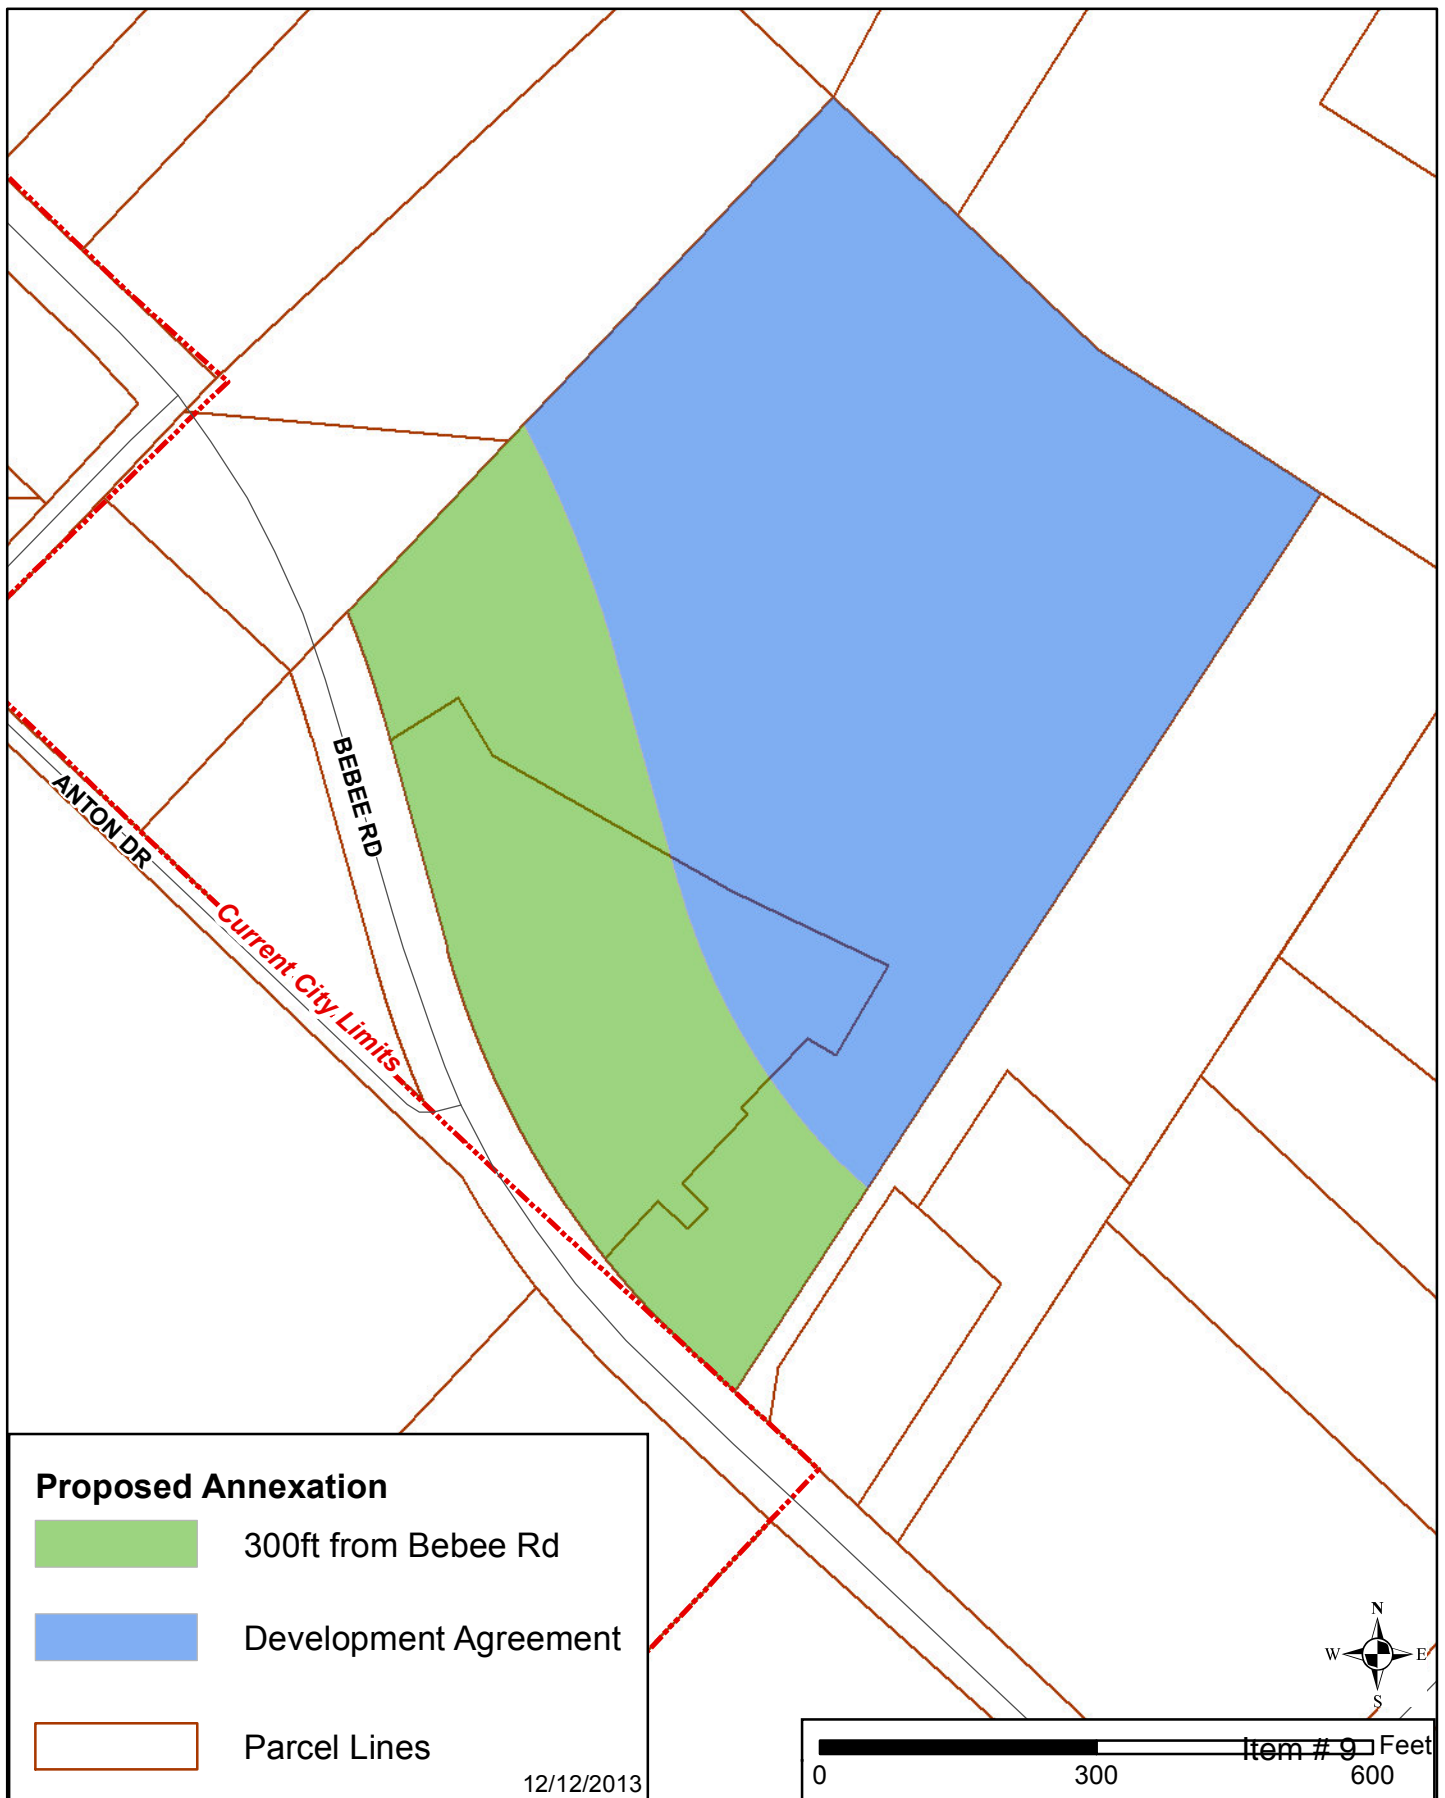 BEBEE RD
ANTON DR
Current City Limits
Proposed Annexation
300ft from Bebee Rd
Development Agreement
Parcel Lines
12/12/2013
N
W E
S
Item # 9 Feet
0 300 600